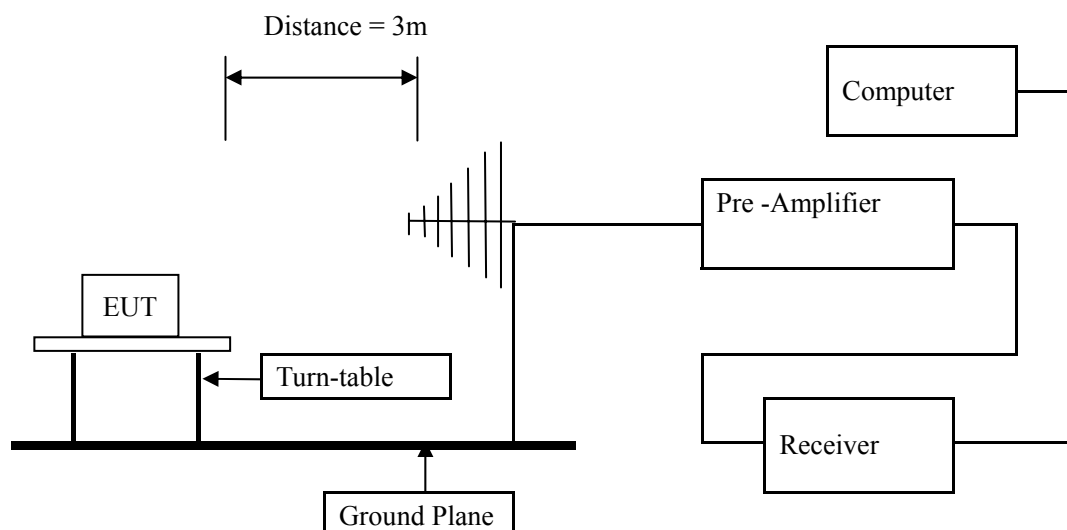 Distance = 3m
Computer
Pre -Amplifier
EUT
Turn-table
Receiver
Ground Plane